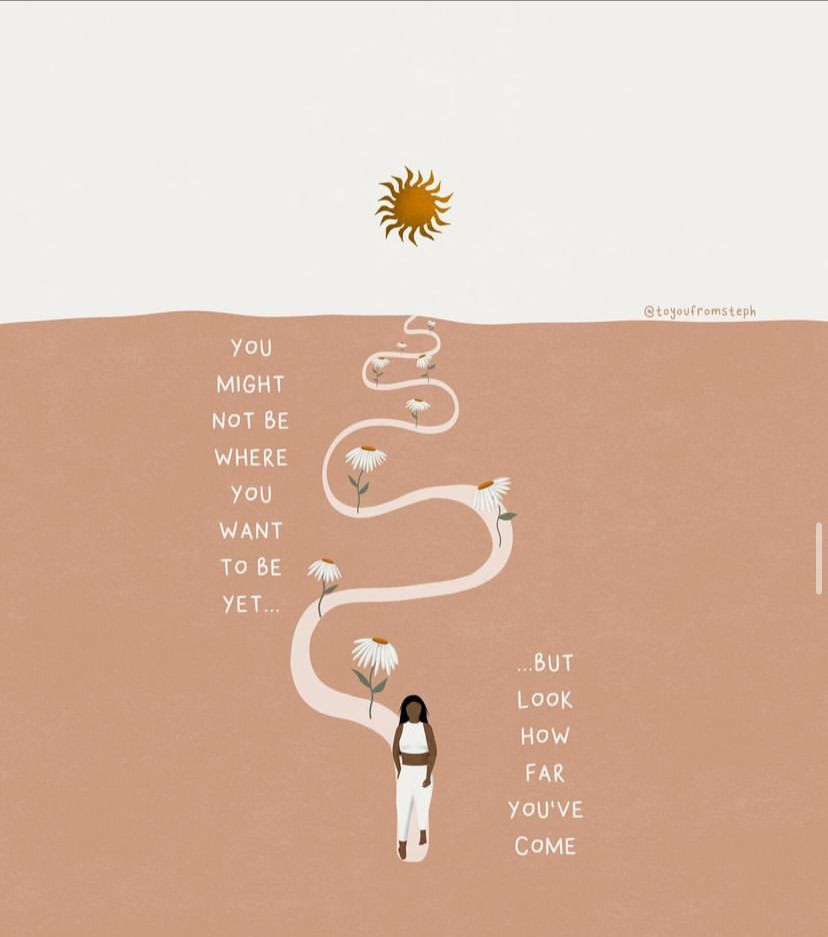 @toyoufromsteph
YOU
MIGHT
NOT BE
WHERE
YOU
WANT
TO BE
YET...
...BUT
LOOK
HOW
FAR
YOU'VE
COME